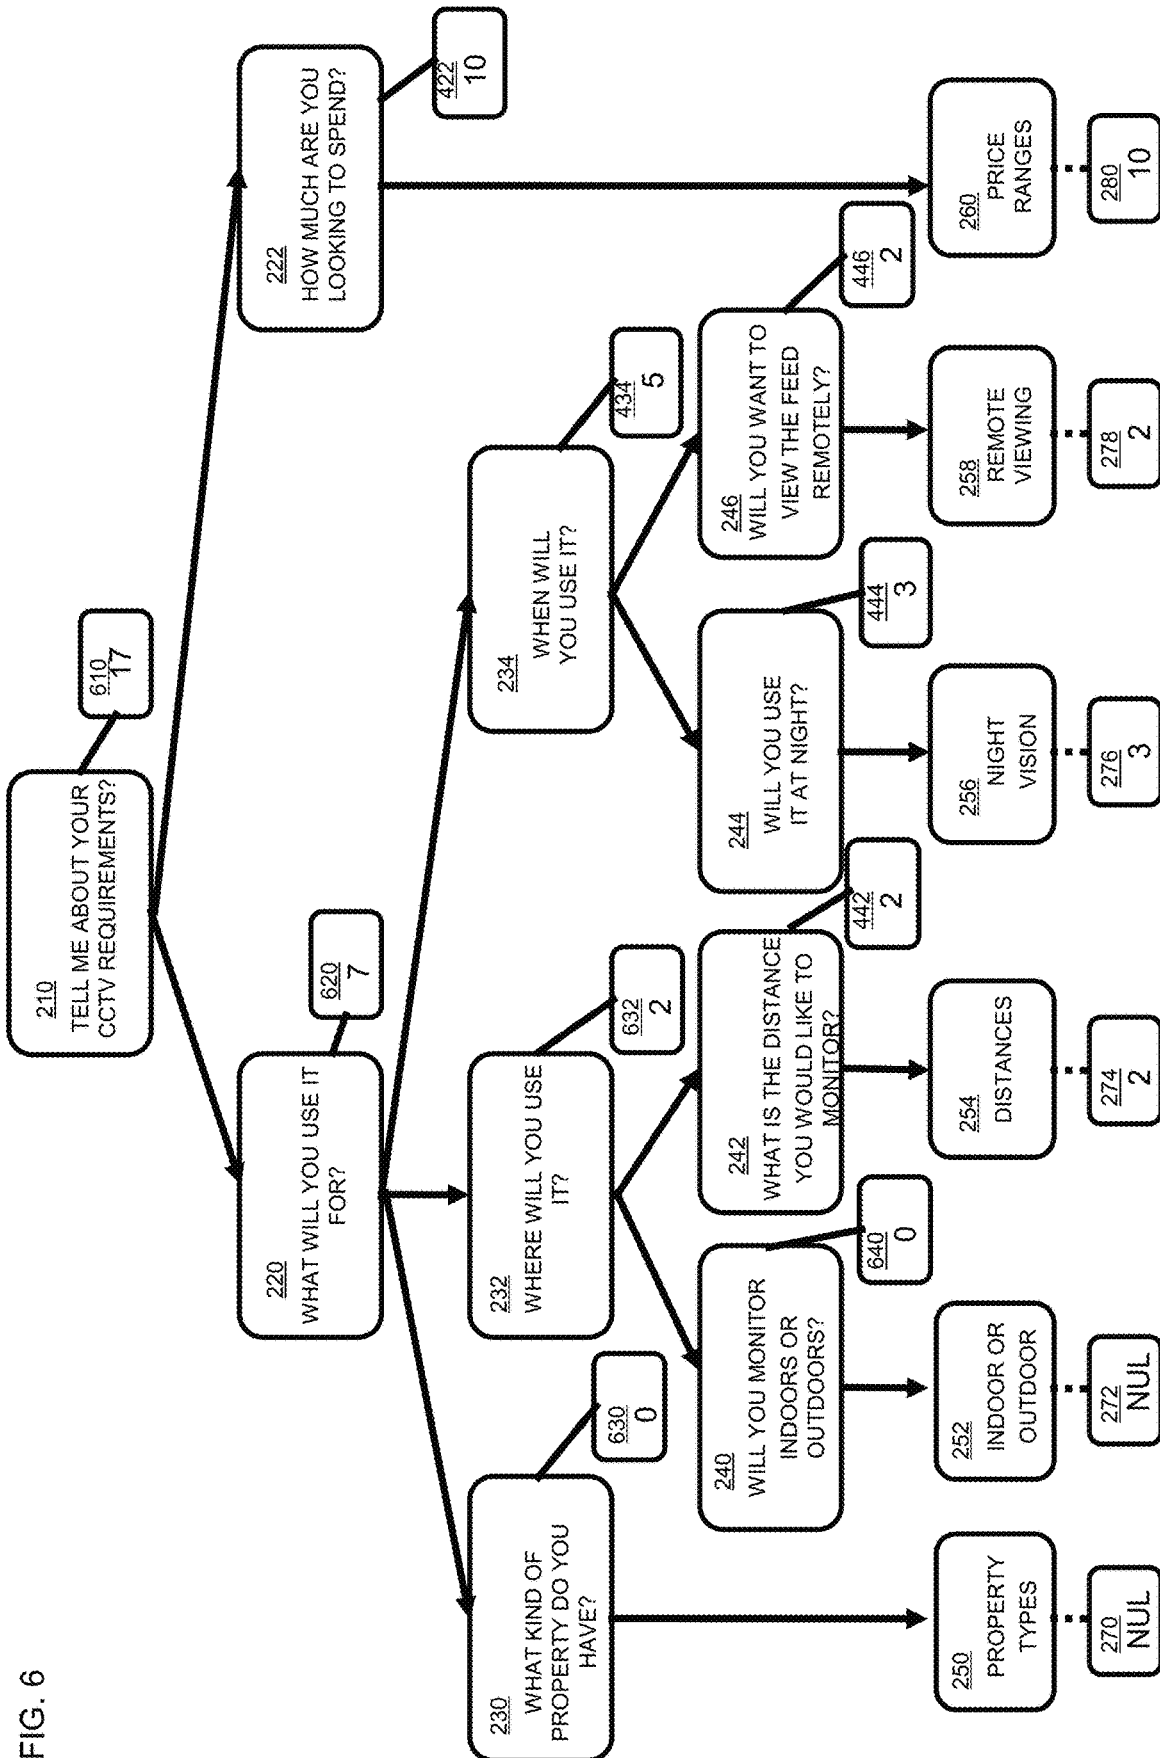 FIG. 6
210
TELL ME ABOUT YOUR
CCTV REQUIREMENTS?
610
17
220
WHAT WILL YOU USE IT
FOR?
620
7
222
HOW MUCH ARE YOU
LOOKING TO SPEND?
422
10
230
WHAT KIND OF
PROPERTY DO YOU
HAVE?
630
0
232
WHERE WILL YOU USE
IT?
632
2
234
WHEN WILL
YOU USE IT?
434
5
240
WILL YOU MONITOR
INDOORS OR
OUTDOORS?
640
0
242
WHAT IS THE DISTANCE
YOU WOULD LIKE TO
MONITOR?
442
2
244
WILL YOU USE
IT AT NIGHT?
444
3
246
WILL YOU WANT TO
VIEW THE FEED
REMOTELY?
446
2
250
PROPERTY
TYPES
252
INDOOR OR
OUTDOOR
254
DISTANCES
256
NIGHT
VISION
258
REMOTE
VIEWING
260
PRICE
RANGES
270
NUL
272
NUL
274
2
276
3
278
2
280
10